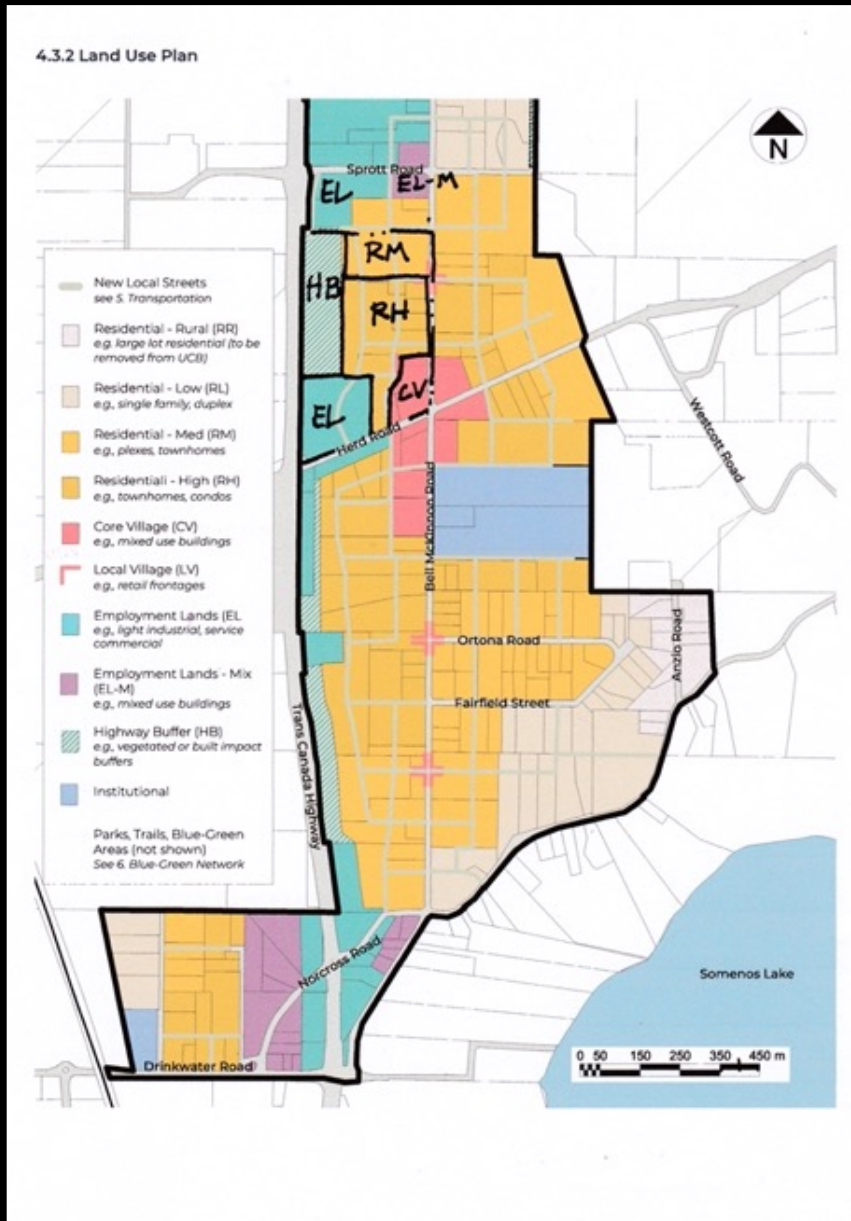 4.3.2 Land Use Plan
N
Sprott Road
EL
EL-M
RM
HB
RH
CV
EL
Herd Road
Westcott Road
Bell McKinnon Road
Ortona Road
Anzio Road
Fairfield Street
Trans Canada Highway
New Local Streets
see 5. Transportation
Residential - Rural (RR)
e.g. large lot residential (to be
removed from UCB)
Residential - Low (RL)
e.g., single family, duplex
Residential - Med (RM)
e.g., plexes, townhomes
Residentiali - High (RH)
e.g., townhomes, condos
Core Village (CV)
e.g., mixed use buildings
Local Village (LV)
e.g., retail frontages
Employment Lands (EL
e.g., light industrial, service
commercial
Employment Lands - Mix
(EL-M)
e.g., mixed use buildings
Highway Buffer (HB)
e.g., vegetated or built impact
buffers
Institutional
Parks, Trails, Blue-Green
Areas (not shown)
See 6. Blue-Green Network
Norcross Road
Somenos Lake
Drinkwater Road
0 50 150 250 350 450 m